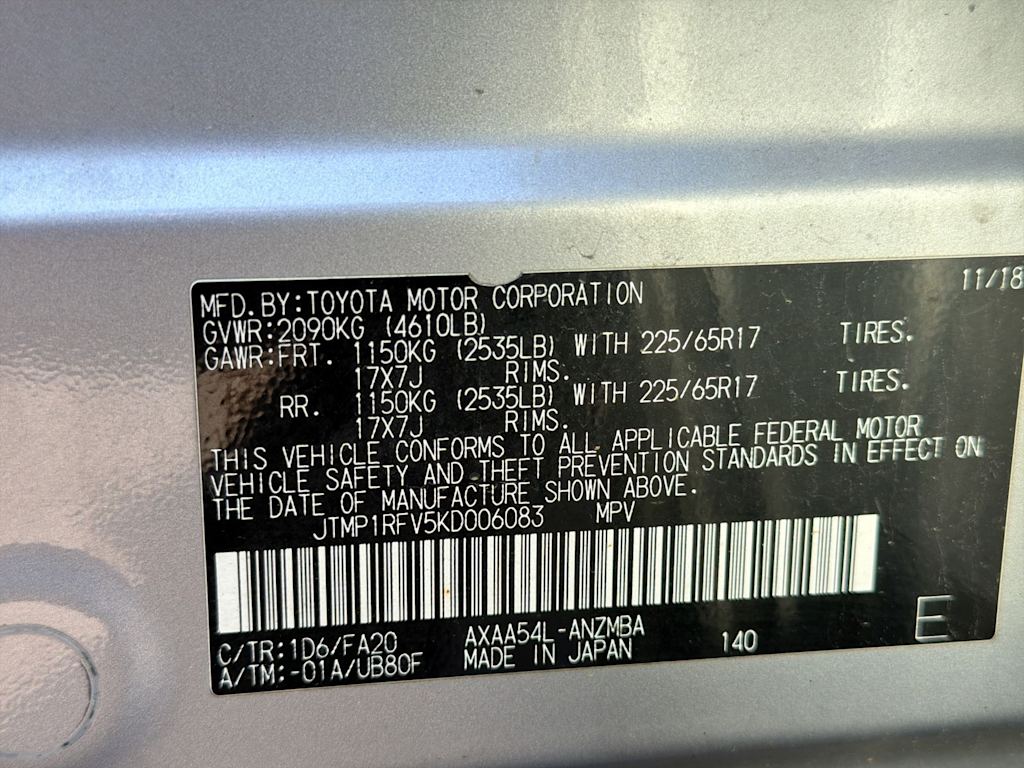 11/18
MFD. BY:TOYOTA MOTOR CORPORATION
GVWR:2090KG (4610LB)
GAWR:FRT. 1150KG (2535LB) WITH 225/65R17 TIRES.
17X7J RIMS.
RR. 1150KG (2535LB) WITH 225/65R17 TIRES.
17X7J RIMS.
THIS VEHICLE CONFORMS TO ALL APPLICABLE FEDERAL MOTOR
VEHICLE SAFETY AND THEFT PREVENTION STANDARDS IN EFFECT ON
THE DATE OF MANUFACTURE SHOWN ABOVE.
JTMP1RFV5KD006083 MPV
C/TR:1D6/FA20 AXAA54L-ANZMBA 140 E
A/TM:-01A/UB80F MADE IN JAPAN